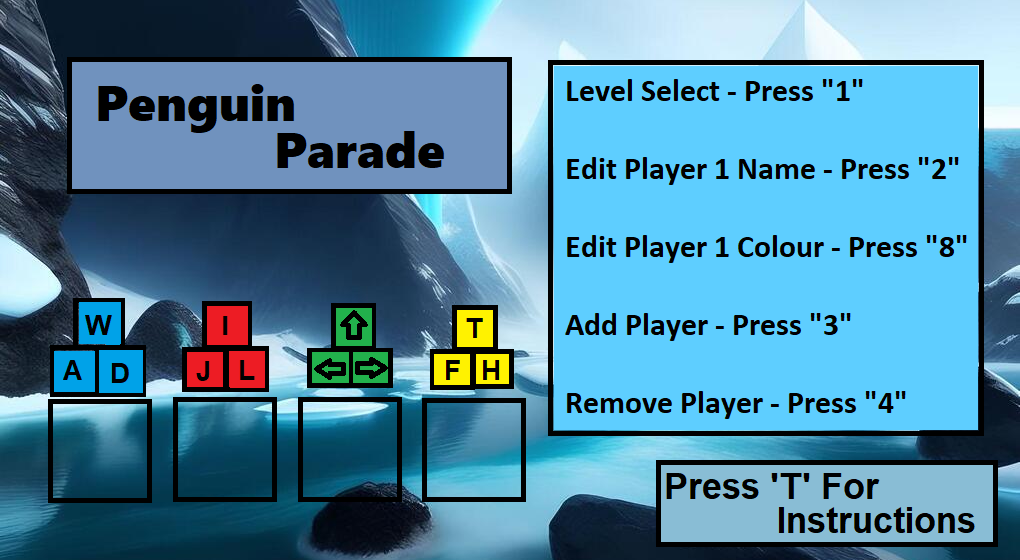 Penguin
Parade
Level Select - Press "1"
Edit Player 1 Name - Press "2"
Edit Player 1 Colour - Press "8"
Add Player - Press "3"
Remove Player - Press "4"
W
A D
I
J L
T
F H
Press 'T' For
Instructions